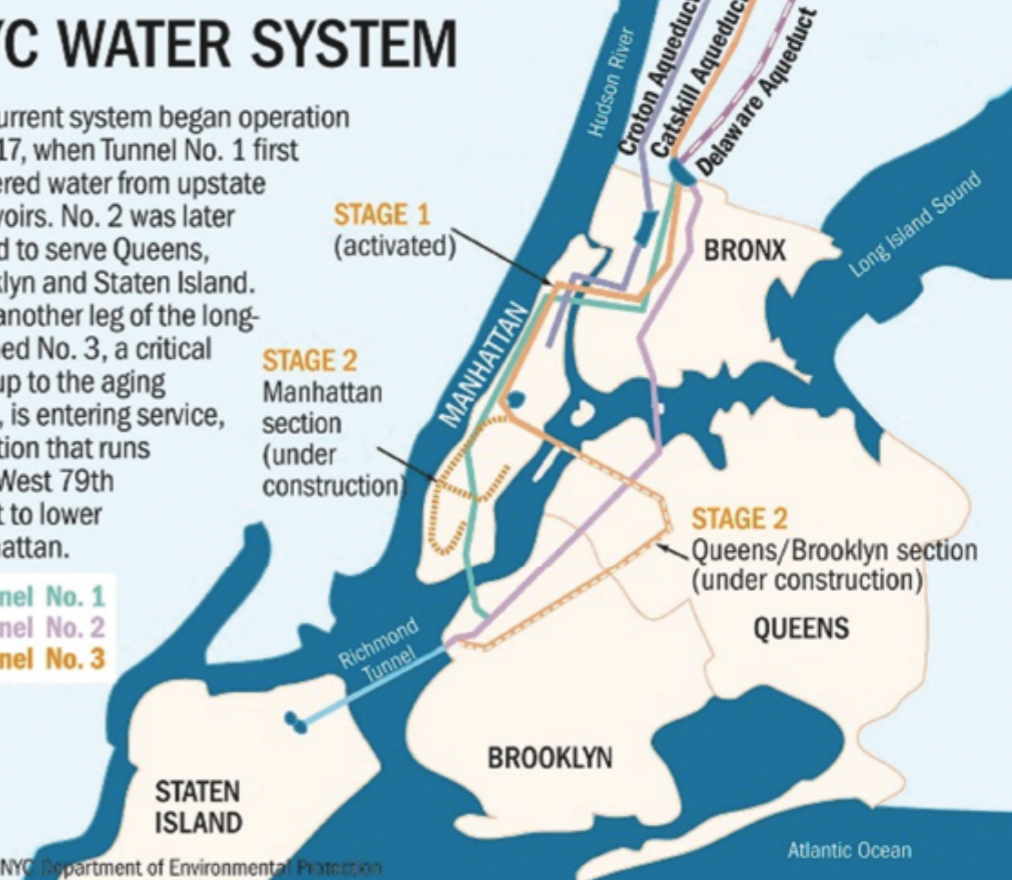 YC WATER SYSTEM
urrent system began operation
17, when Tunnel No. 1 first
ered water from upstate
voirs. No. 2 was later
d to serve Queens,
klyn and Staten Island.
another leg of the long-
ed No. 3, a critical
up to the aging
, is entering service,
tion that runs
West 79th
t to lower
hattan.
nel No. 1
nel No. 2
nel No. 3
STAGE 1
(activated)
STAGE 2
Manhattan
section
(under
construction)
Hudson River
Croton Aqueduct
Catskill Aqueduct
Delaware Aqueduct
BRONX
Long Island Sound
MANHATTAN
STAGE 2
Queens/Brooklyn section
(under construction)
QUEENS
Richmond
Tunnel
BROOKLYN
STATEN
ISLAND
Atlantic Ocean
NYC Department of Environmental Protection